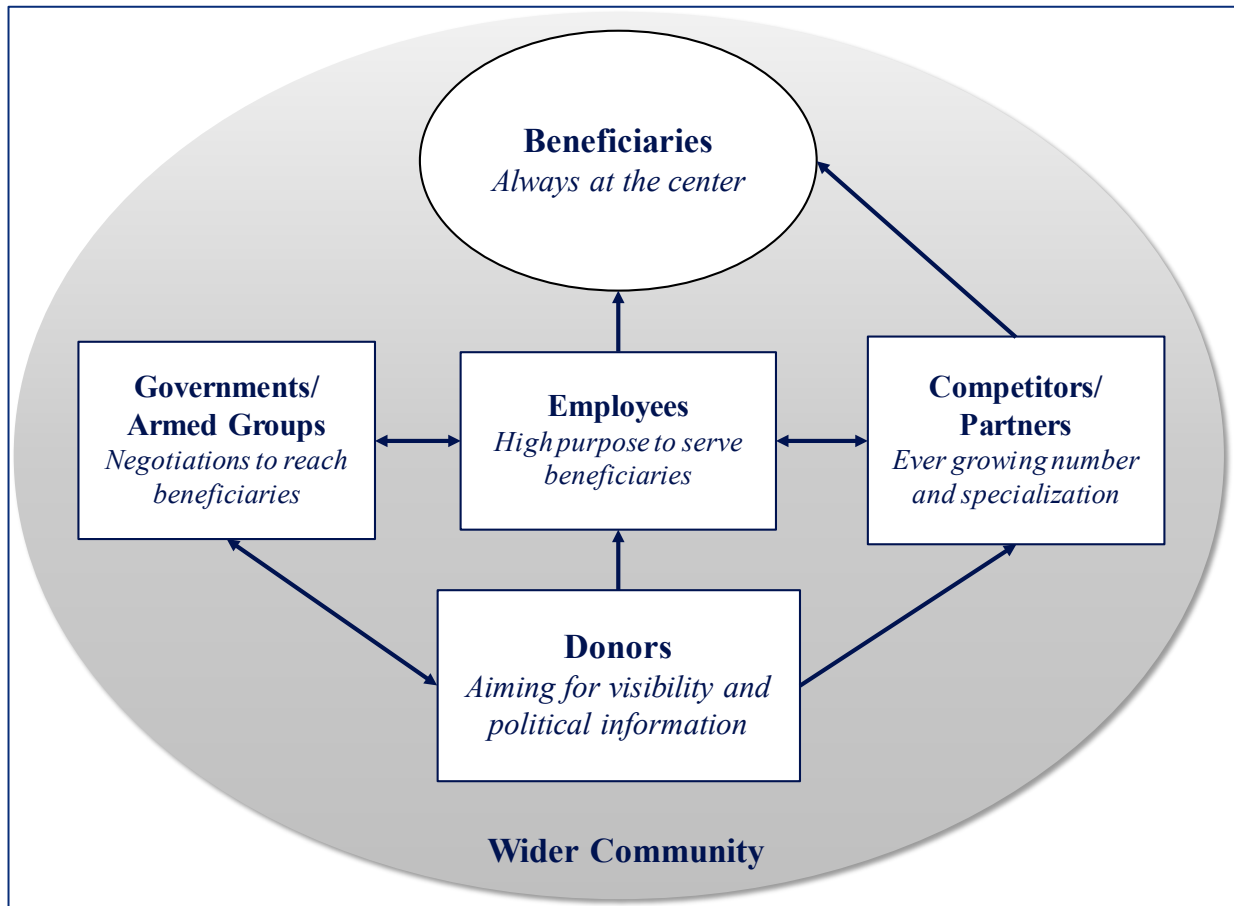 Beneficiaries
Always at the center
Governments/
Armed Groups
Negotiations to reach
beneficiaries
Employees
High purpose to serve
beneficiaries
Competitors/
Partners
Ever growing number
and specialization
Donors
Aiming for visibility and
political information
Wider Community